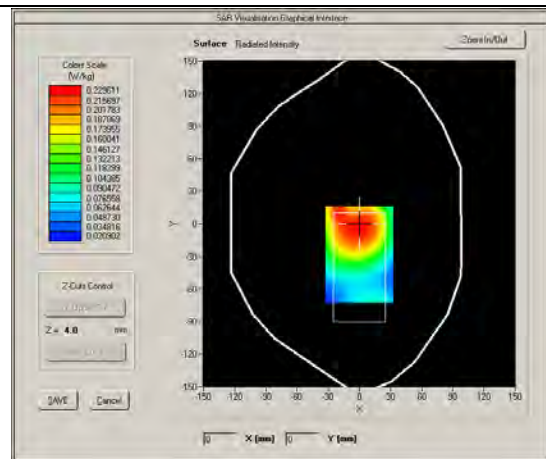 SAR Visualisation Graphical Interface
Surface Radiated Intensity
Zoom In/Out
Colors Scale
(W/kg)
0.229611
0.215697
0.201783
0.187869
0.173955
0.160041
0.146127
0.132213
0.118299
0.104385
0.090472
0.076558
0.062644
0.048730
0.034816
0.020902
150
120
90
60
30
0
-30
-60
-90
-120
-150
Y
-150 -120 -90 -60 -30 0 30 60 90 120 150
X
Z-Cuts Control
Z = 4.0 mm
SAVE Cancel
0 X (mm) 0 Y (mm)